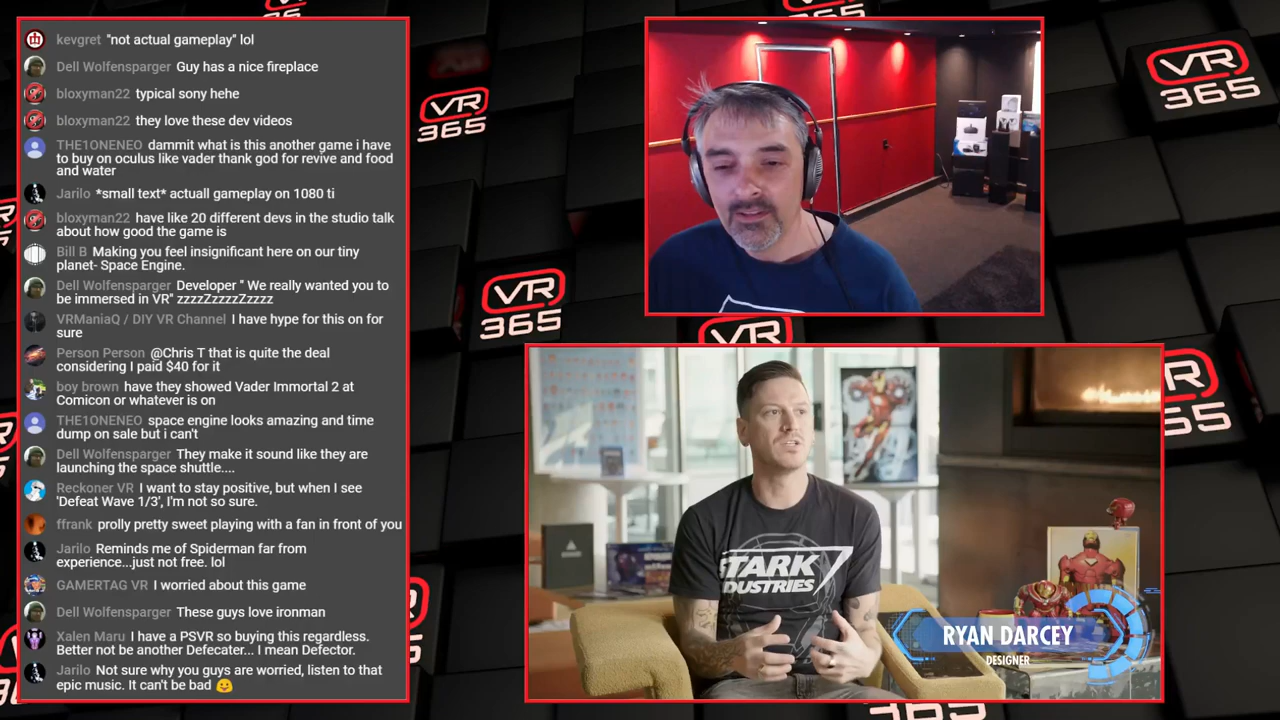 kevgret "not actual gameplay" lol
Dell Wolfensparger Guy has a nice fireplace
bloxyman22 typical sony hehe
bloxyman22 they love these dev videos
THE1ONENEO dammit what is this another game i have
to buy on oculus like vader thank god for revive and food
and water
Jarilo *small text* actuall gameplay on 1080 ti
bloxyman22 have like 20 different devs in the studio talk
about how good the game is
Bill B Making you feel insignificant here on our tiny
planet- Space Engine.
Dell Wolfensparger Developer " We really wanted you to
be immersed in VR" zzzzZzzzzZzzzz
VRManiaQ / DIY VR Channel I have hype for this on for
sure
Person Person @Chris T that is quite the deal
considering I paid $40 for it
boy brown have they showed Vader Immortal 2 at
Comicon or whatever is on
THE1ONENEO space engine looks amazing and time
dump on sale but i can't
Dell Wolfensparger They make it sound like they are
launching the space shuttle....
Reckoner VR I want to stay positive, but when I see
'Defeat Wave 1/3', I'm not so sure.
ffrank prolly pretty sweet playing with a fan in front of you
Jarilo Reminds me of Spiderman far from
experience...just not free. lol
GAMERTAG VR I worried about this game
Dell Wolfensparger These guys love ironman
Xalen Maru I have a PSVR so buying this regardless.
Better not be another Defecater... I mean Defector.
Jarilo Not sure why you guys are worried, listen to that
epic music. It can't be bad
VR
365
VR
365
VR
365
VR
365
STARK
DUSTRIES
RYAN DARCEY
DESIGNER